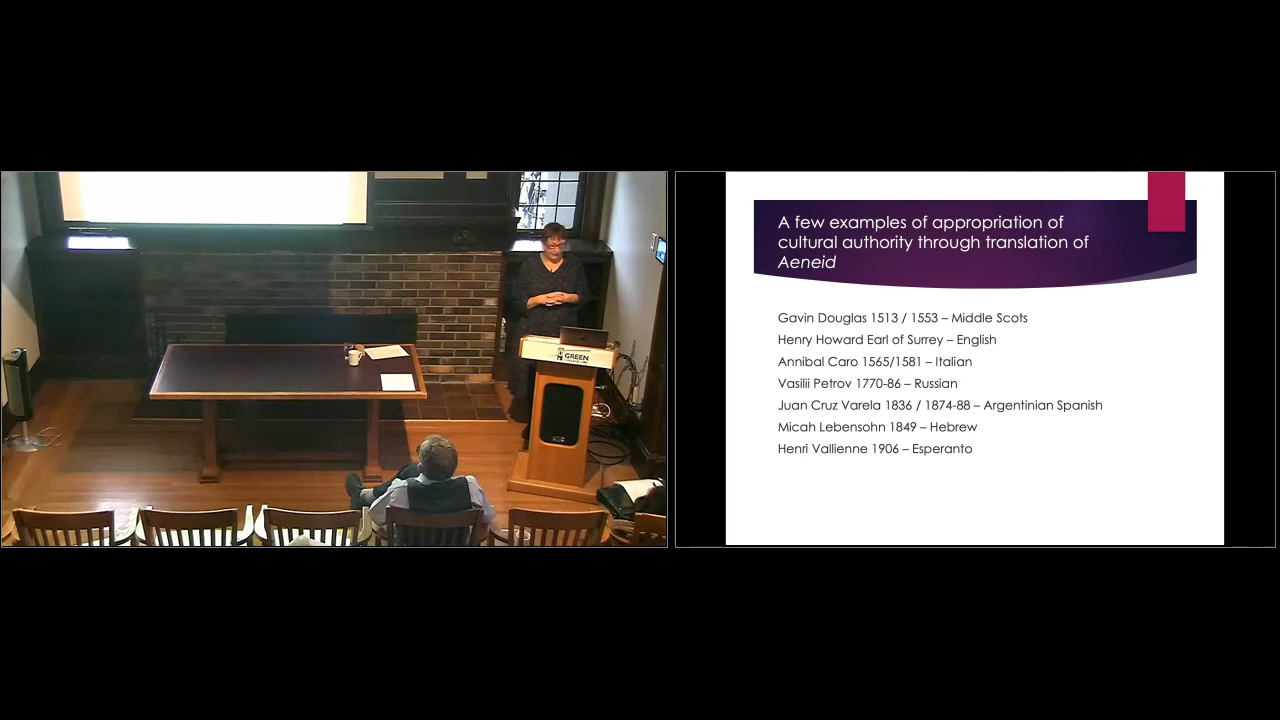 GREEN
A few examples of appropriation of
cultural authority through translation of
Aeneid
Gavin Douglas 1513 / 1553 – Middle Scots
Henry Howard Earl of Surrey – English
Annibal Caro 1565/1581 – Italian
Vasilii Petrov 1770-86 – Russian
Juan Cruz Varela 1836 / 1874-88 – Argentinian Spanish
Micah Lebensohn 1849 – Hebrew
Henri Vallienne 1906 – Esperanto